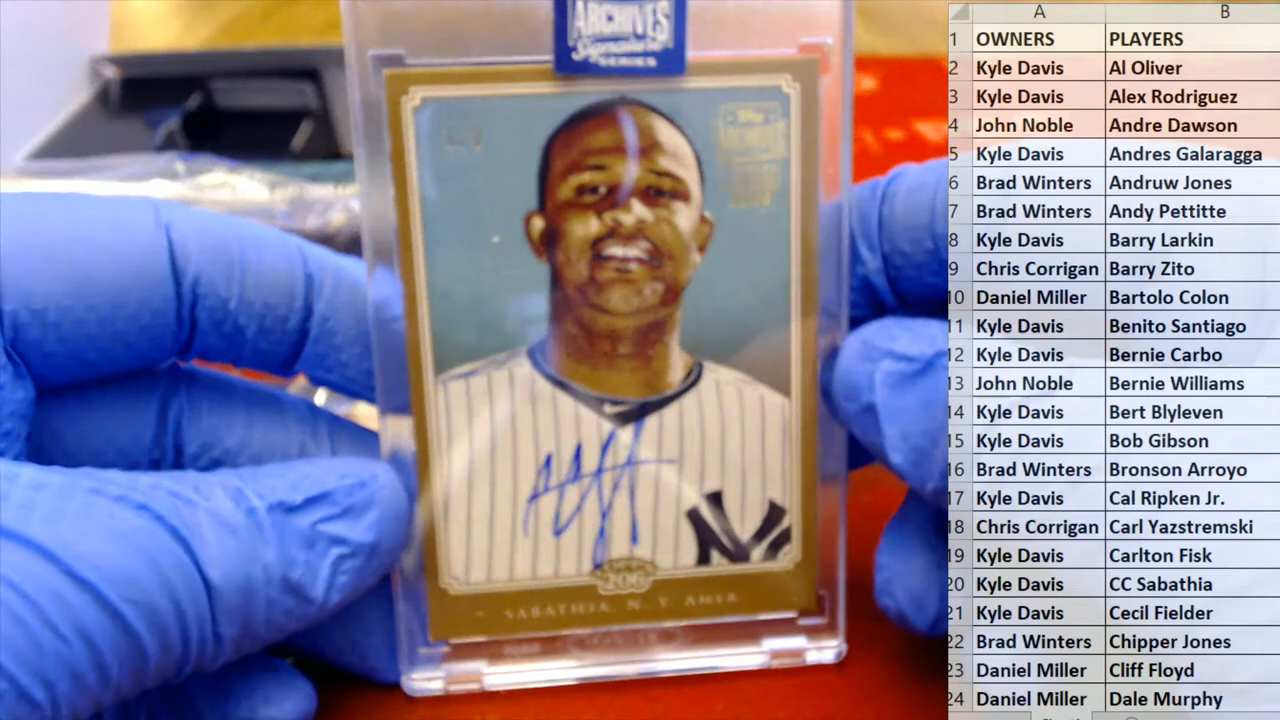 ARCHIVES
Signature
SERIES
topps
ARCHIVES
206
SABATHIA, N. Y. AMER.
A B
1 OWNERS PLAYERS
2 Kyle Davis Al Oliver
3 Kyle Davis Alex Rodriguez
4 John Noble Andre Dawson
5 Kyle Davis Andres Galaragga
6 Brad Winters Andruw Jones
7 Brad Winters Andy Pettitte
8 Kyle Davis Barry Larkin
9 Chris Corrigan Barry Zito
10 Daniel Miller Bartolo Colon
11 Kyle Davis Benito Santiago
12 Kyle Davis Bernie Carbo
13 John Noble Bernie Williams
14 Kyle Davis Bert Blyleven
15 Kyle Davis Bob Gibson
16 Brad Winters Bronson Arroyo
17 Kyle Davis Cal Ripken Jr.
18 Chris Corrigan Carl Yazstremski
19 Kyle Davis Carlton Fisk
20 Kyle Davis CC Sabathia
21 Kyle Davis Cecil Fielder
22 Brad Winters Chipper Jones
23 Daniel Miller Cliff Floyd
24 Daniel Miller Dale Murphy